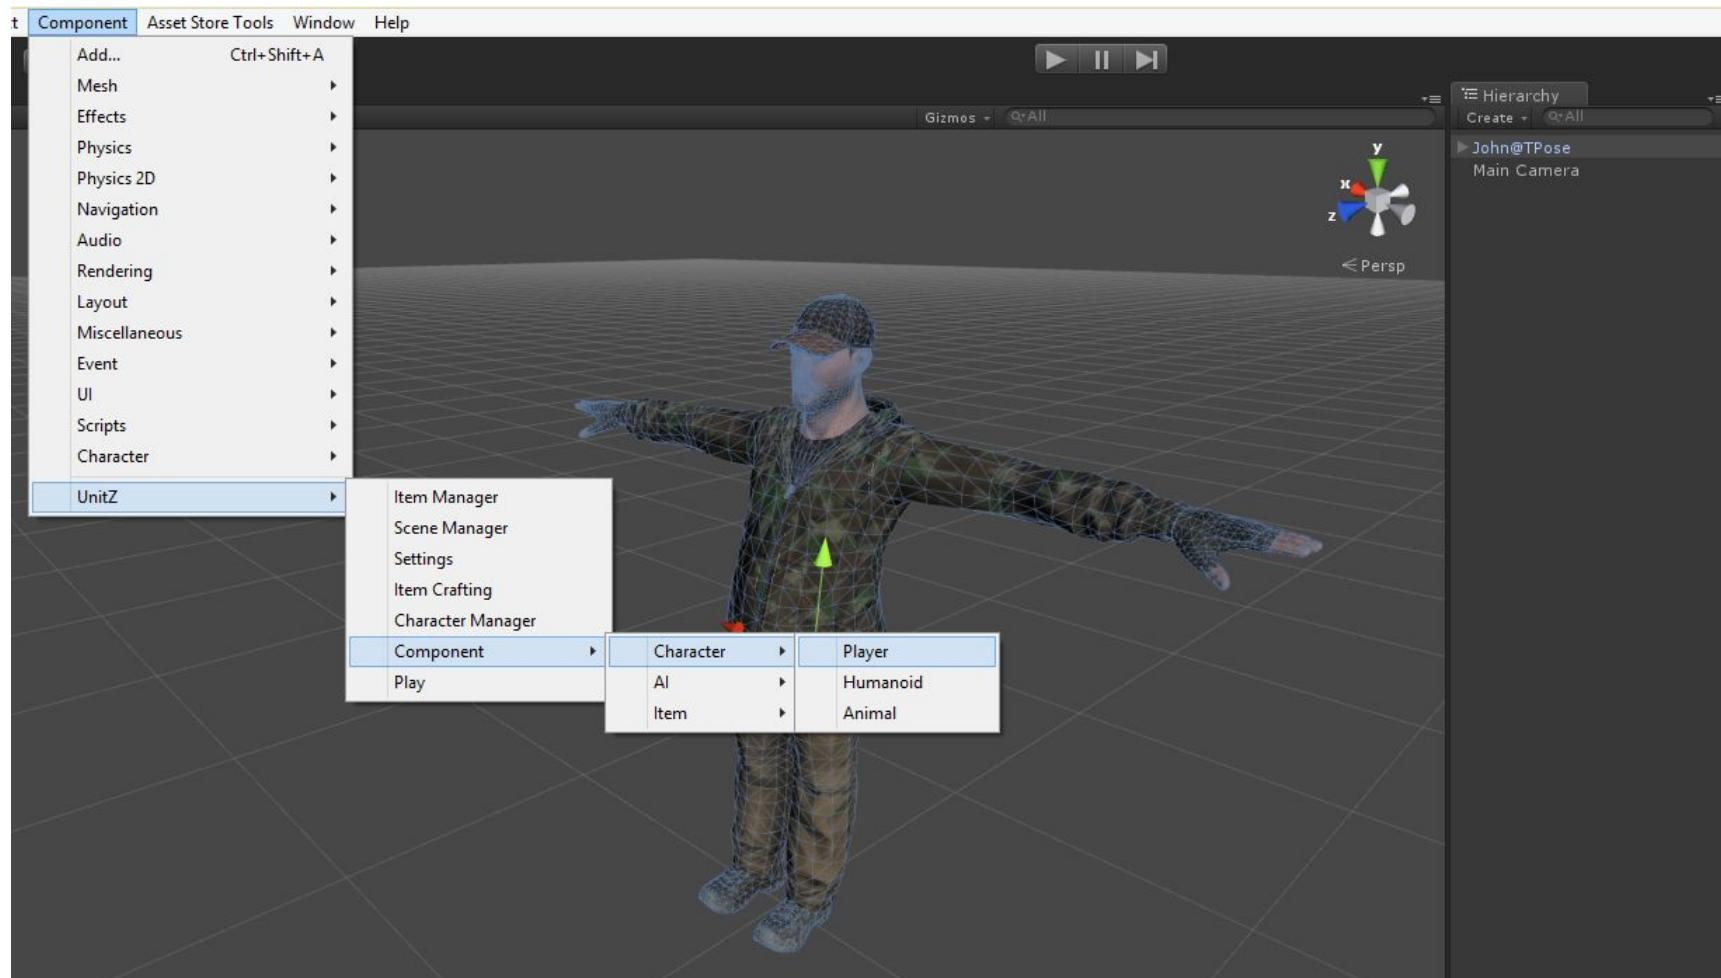 t Component Asset Store Tools Window Help
Add... Ctrl+Shift+A
Mesh
Effects
Physics
Physics 2D
Navigation
Audio
Rendering
Layout
Miscellaneous
Event
UI
Scripts
Character
UnitZ
Item Manager
Scene Manager
Settings
Item Crafting
Character Manager
Component
Play
Character
AI
Item
Player
Humanoid
Animal
Gizmos All
y
x
z
Persp
Hierarchy
Create All
John@TPose
Main Camera